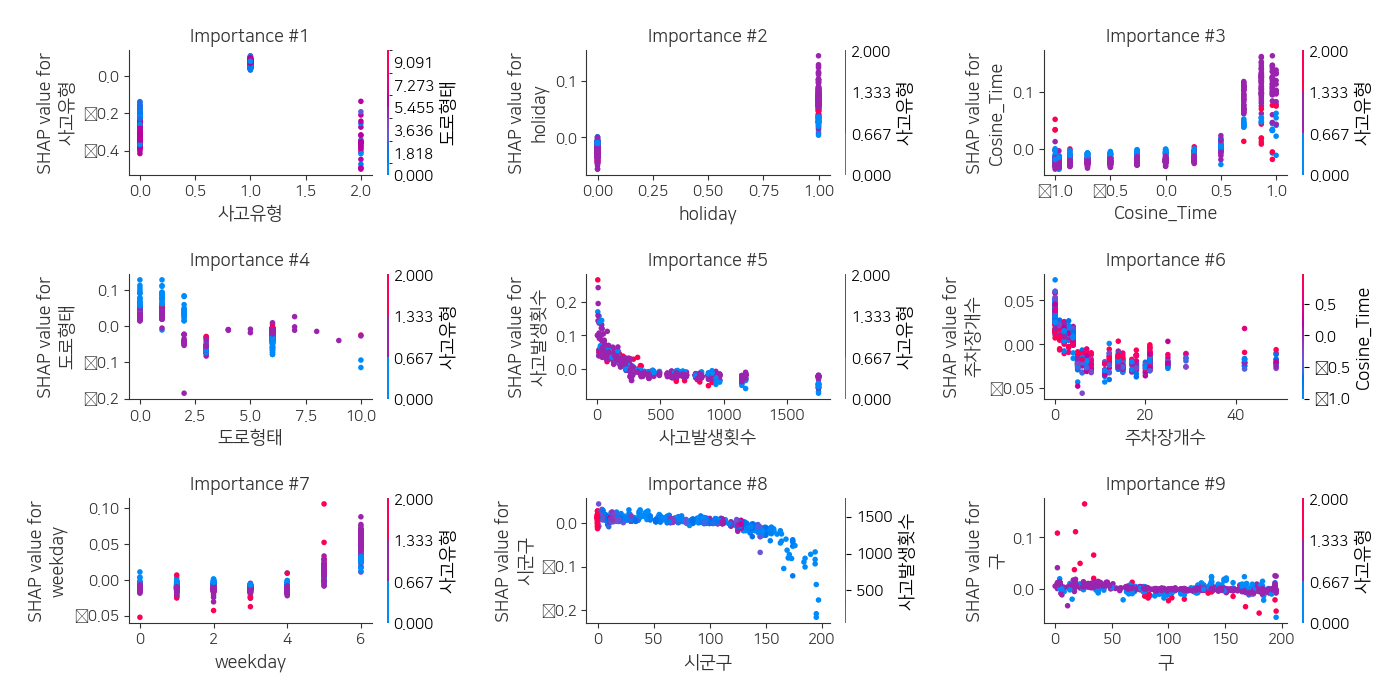 Importance #1
SHAP value for
사고유형
0.0
0.2
0.4
0.0
0.5
1.0
1.5
2.0
사고유형
9.091
7.273
5.455
3.636
1.818
0.000
도로형태
Importance #2
SHAP value for
holiday
0.1
0.0
0.00
0.25
0.50
0.75
1.00
holiday
2.000
1.333
0.667
0.000
사고유형
Importance #3
SHAP value for
Cosine_Time
0.1
0.0
1.0
0.5
0.0
0.5
1.0
Cosine_Time
2.000
1.333
0.667
0.000
사고유형
Importance #4
SHAP value for
도로형태
0.1
0.0
0.1
0.2
0.0
2.5
5.0
7.5
10.0
도로형태
2.000
1.333
0.667
0.000
사고유형
Importance #5
SHAP value for
사고발생횟수
0.2
0.1
0.0
0
500
1000
1500
사고발생횟수
2.000
1.333
0.667
0.000
사고유형
Importance #6
SHAP value for
주차장개수
0.05
0.00
0.05
0
20
40
주차장개수
0.5
0.0
0.5
1.0
Cosine_Time
Importance #7
SHAP value for
weekday
0.10
0.05
0.00
0.05
0
2
4
6
weekday
2.000
1.333
0.667
0.000
사고유형
Importance #8
SHAP value for
시군구
0.0
0.1
0.2
0
50
100
150
200
시군구
1500
1000
500
사고발생횟수
Importance #9
SHAP value for
구
0.1
0.0
0
50
100
150
200
구
2.000
1.333
0.667
0.000
사고유형